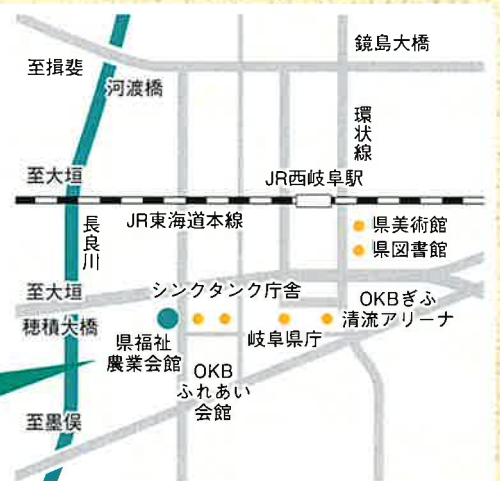 鏡島大橋
至揖斐
河渡橋
環状線
至大垣
JR西岐阜駅
JR東海道本線
長良川
県美術館
県図書館
至大垣
シンクタンク庁舎
OKBぎふ
清流アリーナ
穂積大橋
県福祉
農業会館
岐阜県庁
OKB
ふれあい
会館
至墨俣